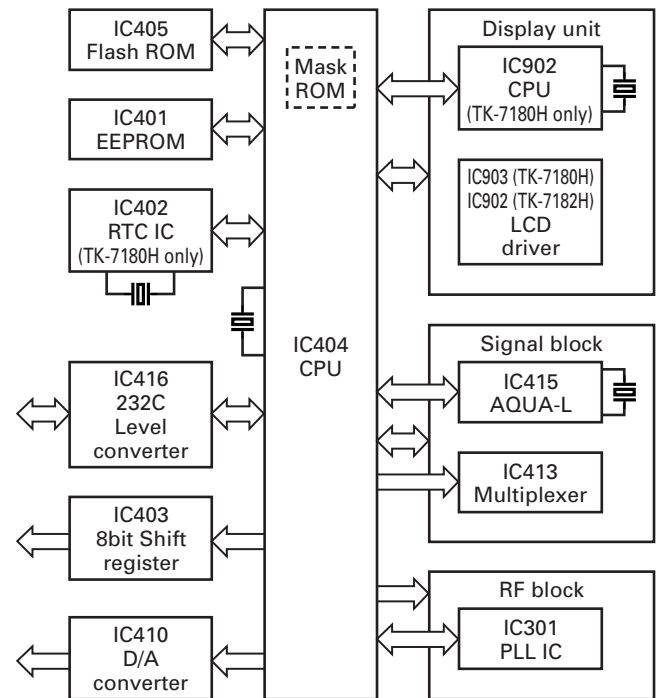 IC405
Flash ROM
IC401
EEPROM
IC402
RTC IC
(TK-7180H only)
IC416
232C
Level
converter
IC403
8bit Shift
register
IC410
D/A
converter
Mask
ROM
IC404
CPU
Display unit
IC902
CPU
(TK-7180H only)
IC903 (TK-7180H)
IC902 (TK-7182H)
LCD
driver
Signal block
IC415
AQUA-L
IC413
Multiplexer
RF block
IC301
PLL IC